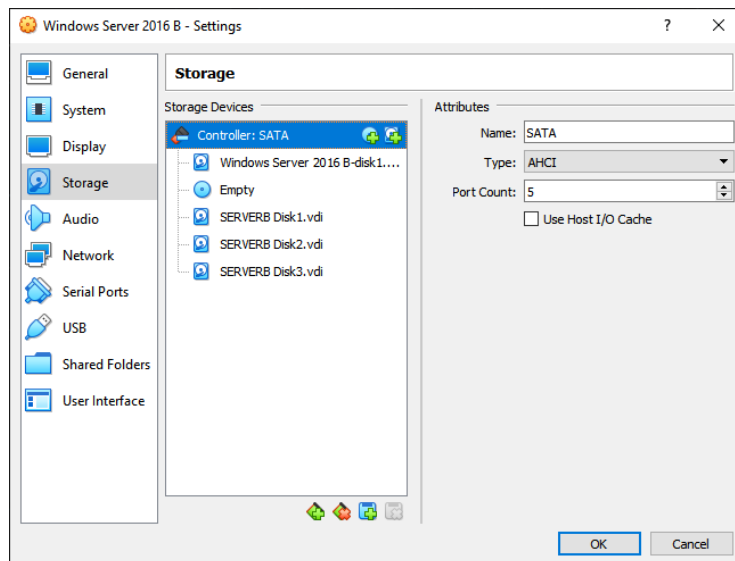 Windows Server 2016 B - Settings
General
System
Display
Storage
Audio
Network
Serial Ports
USB
Shared Folders
User Interface
Storage
Storage Devices
Controller: SATA
Windows Server 2016 B-disk1....
Empty
SERVERB Disk1.vdi
SERVERB Disk2.vdi
SERVERB Disk3.vdi
Attributes
Name: SATA
Type: AHCI
Port Count: 5
Use Host I/O Cache
OK Cancel